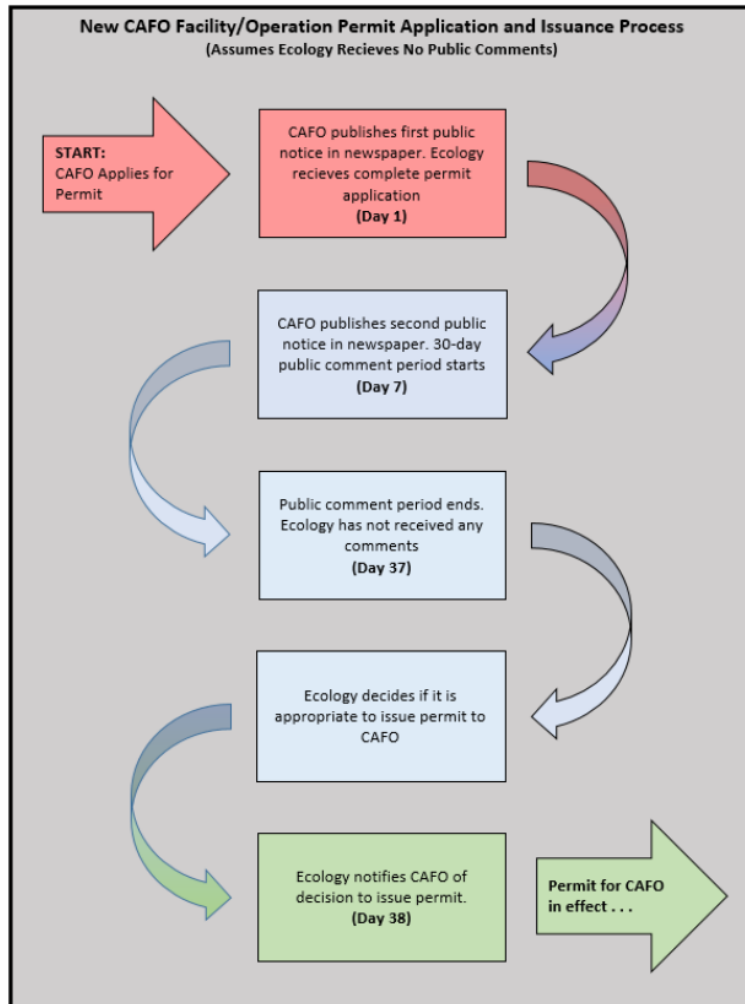 New CAFO Facility/Operation Permit Application and Issuance Process
(Assumes Ecology Recieves No Public Comments)
START:
CAFO Applies for
Permit
CAFO publishes first public
notice in newspaper. Ecology
recieves complete permit
application
(Day 1)
CAFO publishes second public
notice in newspaper. 30-day
public comment period starts
(Day 7)
Public comment period ends.
Ecology has not received any
comments
(Day 37)
Ecology decides if it is
appropriate to issue permit to
CAFO
Ecology notifies CAFO of
decision to issue permit.
(Day 38)
Permit for CAFO
in effect . . .